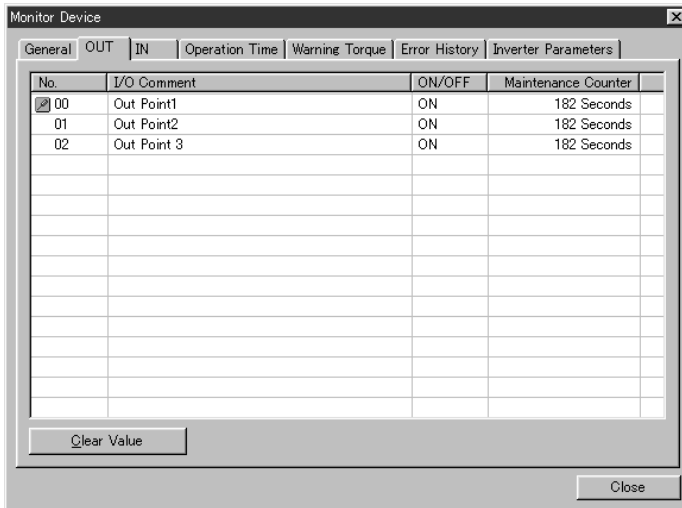 Monitor Device
General OUT IN Operation Time Warning Torque Error History Inverter Parameters
No. I/O Comment ON/OFF Maintenance Counter
00 Out Point1 ON 182 Seconds
01 Out Point2 ON 182 Seconds
02 Out Point 3 ON 182 Seconds
Clear Value
Close